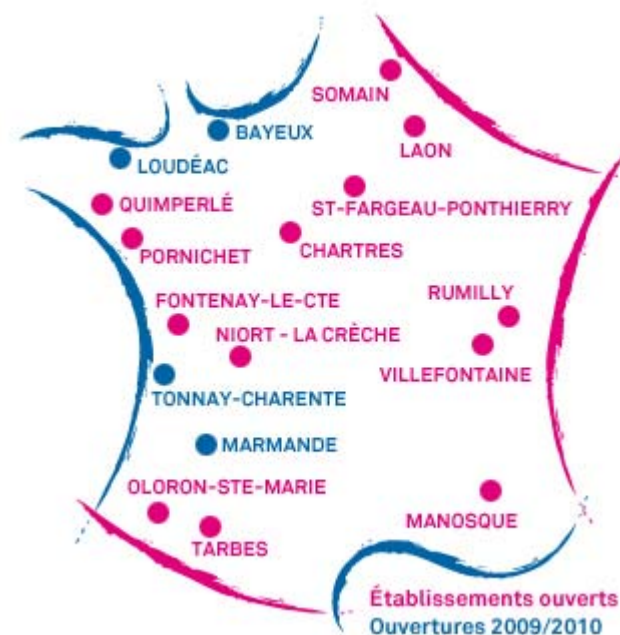 SOMAIN
BAYEUX
LAON
LOUDÉAC
QUIMPERLÉ
ST-FARGEAU-PONTHIERRY
PORNICHET
CHARTRES
RUMILLY
FONTENAY-LE-CTE
NIORT - LA CRÈCHE
VILLEFONTAINE
TONNAY-CHARENTE
MARMANDE
OLORON-STE-MARIE
MANOSQUE
TARBES
Établissements ouverts
Ouvertures 2009/2010